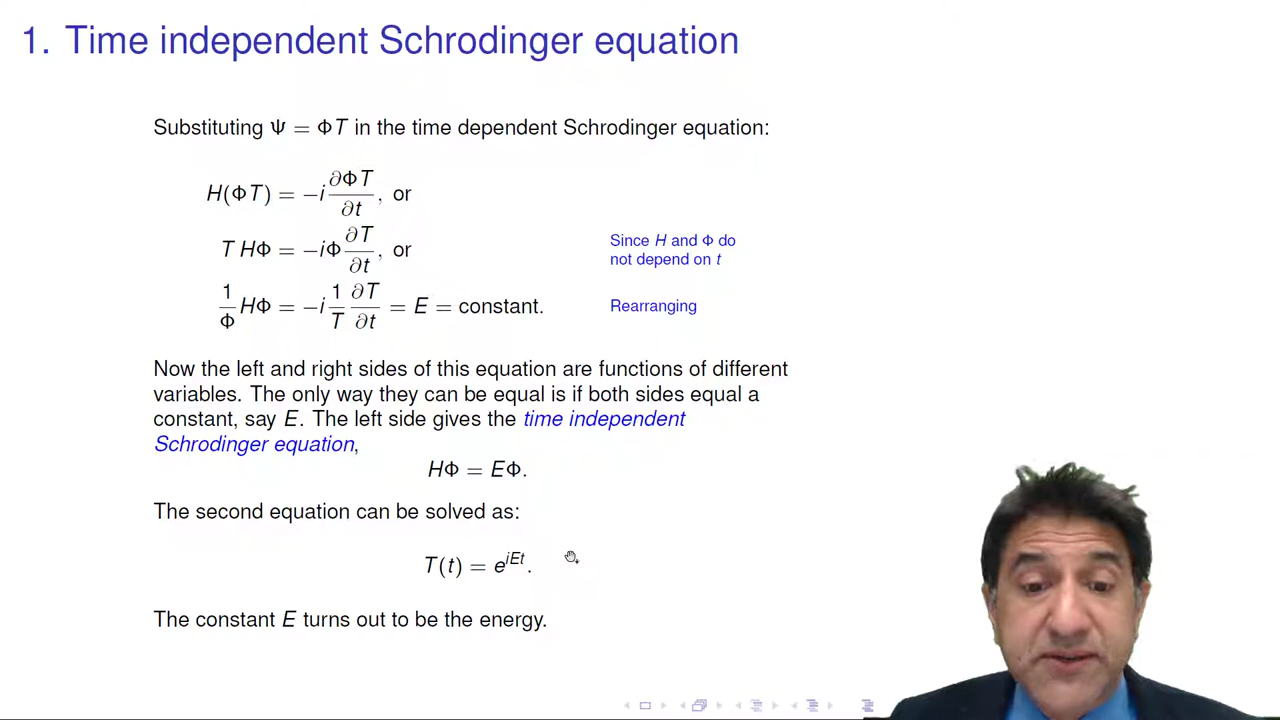 1. Time independent Schrodinger equation
Substituting Ψ = ΦT in the time dependent Schrodinger equation:
H(ΦT) = −i ∂ΦT/∂t, or
T HΦ = −iΦ ∂T/∂t, or
Since H and Φ do
not depend on t
1/Φ HΦ = −i 1/T ∂T/∂t = E = constant.
Rearranging
Now the left and right sides of this equation are functions of different
variables. The only way they can be equal is if both sides equal a
constant, say E. The left side gives the time independent
Schrodinger equation,
HΦ = EΦ.
The second equation can be solved as:
T(t) = e^{iEt}.
The constant E turns out to be the energy.